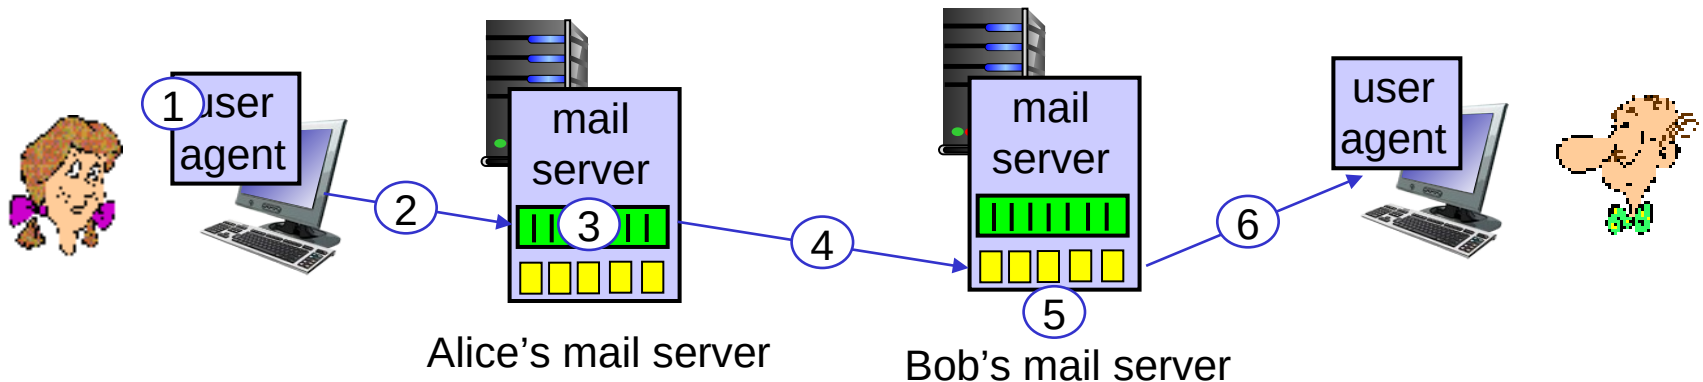 1
user
agent
2
mail
server
3
Alice's mail server
4
mail
server
5
Bob's mail server
6
user
agent